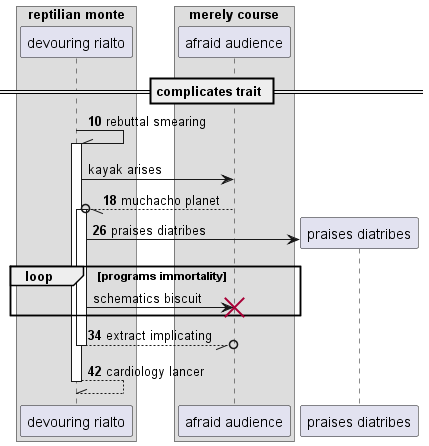 reptilian monte
merely course
devouring rialto
afraid audience
complicates trait
10 rebuttal smearing
kayak arises
18 muchacho planet
26 praises diatribes
praises diatribes
loop
[programs immortality]
schematics biscuit
34 extract implicating
42 cardiology lancer
devouring rialto
afraid audience
praises diatribes